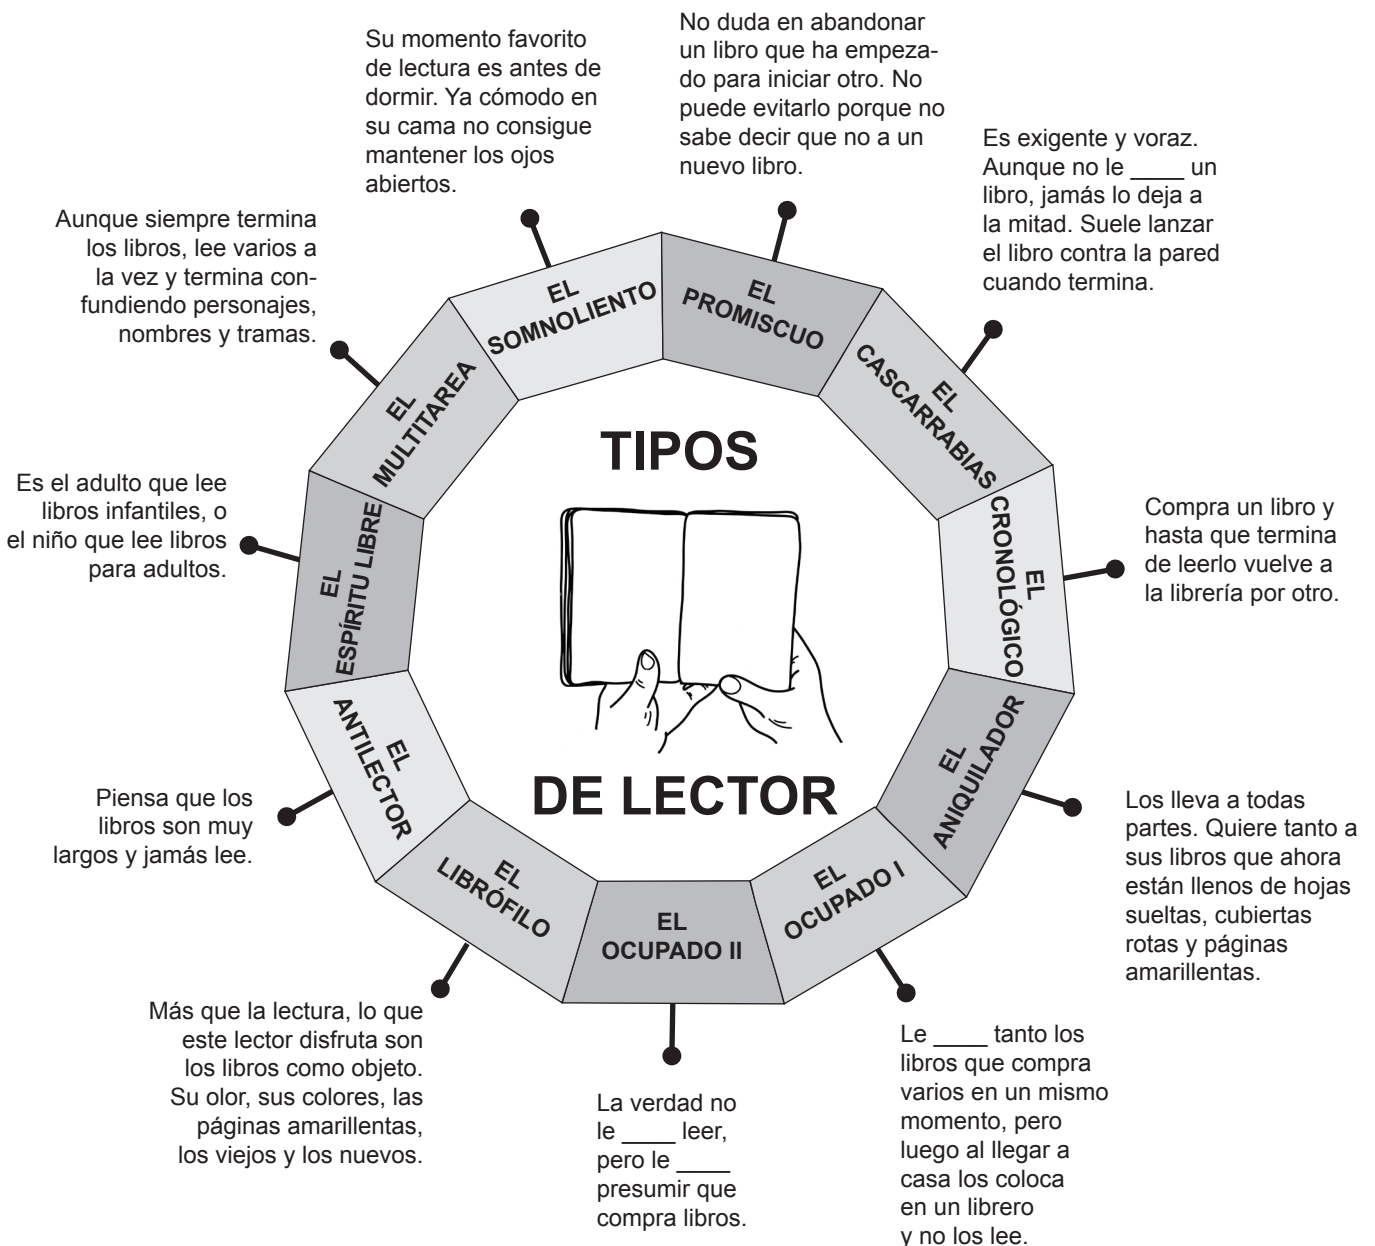 TIPOS
DE LECTOR
Su momento favorito
de lectura es antes de
dormir. Ya cómodo en
su cama no consigue
mantener los ojos
abiertos.
EL
SOMNOLIENTO
No duda en abandonar
un libro que ha empeza-
do para iniciar otro. No
puede evitarlo porque no
sabe decir que no a un
nuevo libro.
EL
PROMISCUO
Es exigente y voraz.
Aunque no le ____ un
libro, jamás lo deja a
la mitad. Suele lanzar
el libro contra la pared
cuando termina.
EL
CASCARRABIAS
Compra un libro y
hasta que termina
de leerlo vuelve a
la librería por otro.
EL
CRONOLÓGICO
Los lleva a todas
partes. Quiere tanto a
sus libros que ahora
están llenos de hojas
sueltas, cubiertas
rotas y páginas
amarillentas.
EL
ANIQUILADOR
Le ____ tanto los
libros que compra
varios en un mismo
momento, pero
luego al llegar a
casa los coloca
en un librero
y no los lee.
EL
OCUPADO I
La verdad no
le ____ leer,
pero le ____
presumir que
compra libros.
EL
OCUPADO II
Más que la lectura, lo que
este lector disfruta son
los libros como objeto.
Su olor, sus colores, las
páginas amarillentas,
los viejos y los nuevos.
EL
LIBRÓFILO
Piensa que los
libros son muy
largos y jamás lee.
EL
ANTILECTOR
Es el adulto que lee
libros infantiles, o
el niño que lee libros
para adultos.
EL
ESPÍRITU LIBRE
Aunque siempre termina
los libros, lee varios a
la vez y termina con-
fundiendo personajes,
nombres y tramas.
EL
MULTITAREA